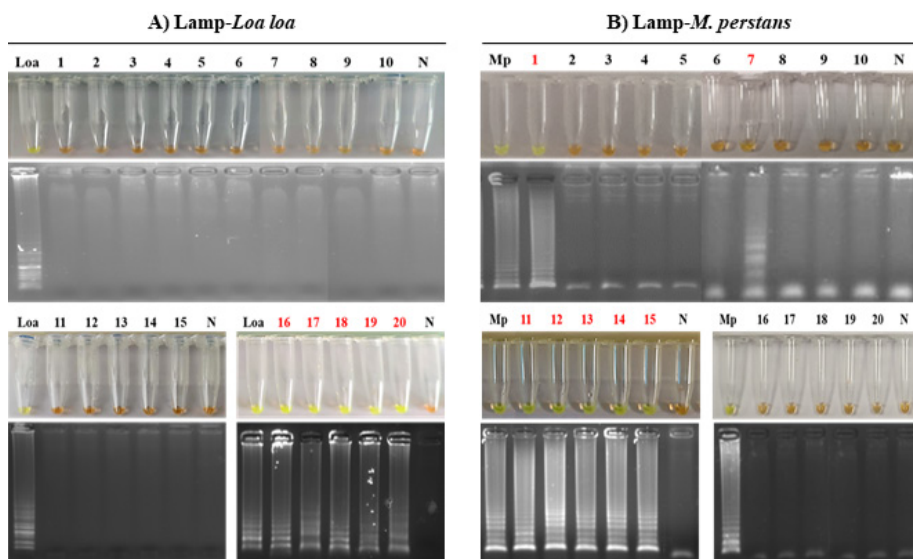 A) Lamp-Loa loa
Loa 1 2 3 4 5 6 7 8 9 10 N
Loa 11 12 13 14 15 N
Loa 16 17 18 19 20 N
B) Lamp-M. perstans
Mp 1 2 3 4 5 6 7 8 9 10 N
Mp 11 12 13 14 15 N
Mp 16 17 18 19 20 N